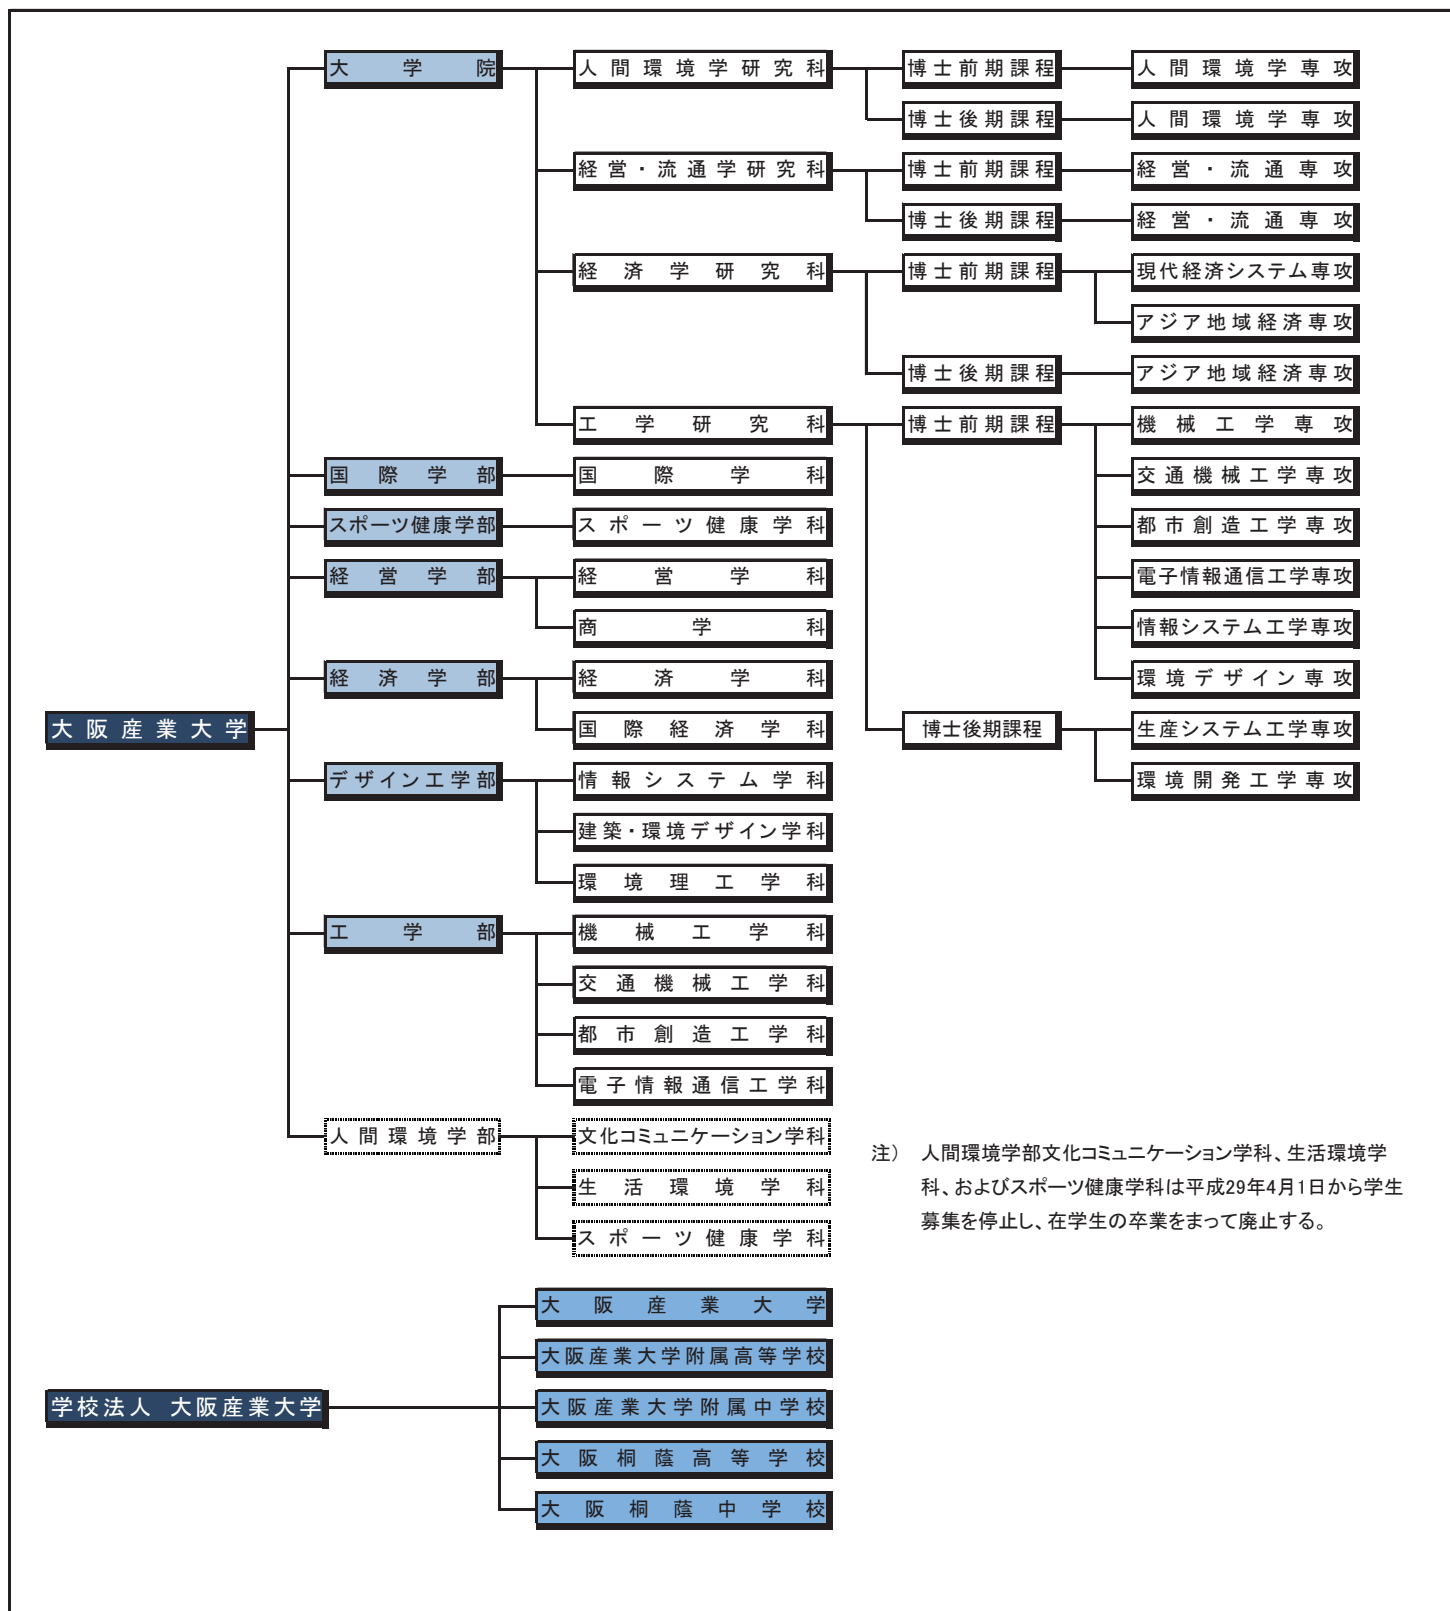 大学院
人間環境学研究科
博士前期課程
人間環境学専攻
博士後期課程
人間環境学専攻
経営・流通学研究科
博士前期課程
経営・流通専攻
博士後期課程
経営・流通専攻
経済学研究科
博士前期課程
現代経済システム専攻
アジア地域経済専攻
博士後期課程
アジア地域経済専攻
工学研究科
博士前期課程
機械工学専攻
交通機械工学専攻
都市創造工学専攻
電子情報通信工学専攻
情報システム工学専攻
環境デザイン専攻
博士後期課程
生産システム工学専攻
環境開発工学専攻
国際学部
国際学科
スポーツ健康学部
スポーツ健康学科
経営学部
経営学科
商学科
経済学部
経済学科
国際経済学科
大阪産業大学
デザイン工学部
情報システム学科
建築・環境デザイン学科
環境理工学科
工学部
機械工学科
交通機械工学科
都市創造工学科
電子情報通信工学科
人間環境学部
文化コミュニケーション学科
生活環境学科
スポーツ健康学科
注） 人間環境学部文化コミュニケーション学科、生活環境学
科、およびスポーツ健康学科は平成29年4月1日から学生
募集を停止し、在学生の卒業をまって廃止する。
学校法人 大阪産業大学
大阪産業大学
大阪産業大学附属高等学校
大阪産業大学附属中学校
大阪桐蔭高等学校
大阪桐蔭中学校